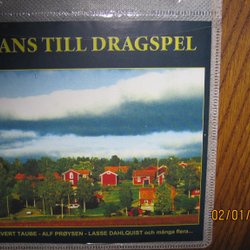 ANS TILL DRAGSPEL
VERT TAUBE - ALF PRØYSEN - LASSE DAHLQUIST och många flera...
02/01/